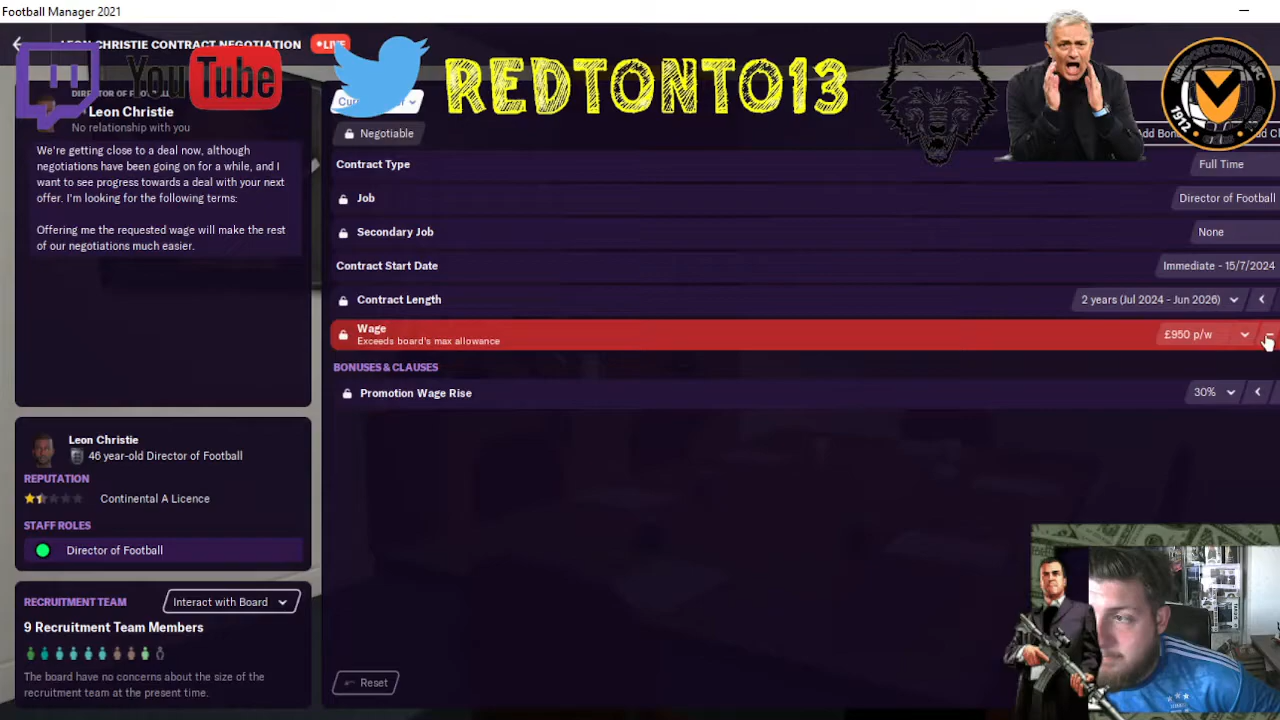 Football Manager 2021
LEON CHRISTIE CONTRACT NEGOTIATION
LIVE
YouTube
REDTONTO13
NEWPORT COUNTY AFC
1912
Leon Christie
No relationship with you
We're getting close to a deal now, although
negotiations have been going on for a while, and I
want to see progress towards a deal with your next
offer. I'm looking for the following terms:
Offering me the requested wage will make the rest
of our negotiations much easier.
Negotiable
Add
Contract Type Full Time
Job Director of Football
Secondary Job None
Contract Start Date Immediate - 15/7/2024
Contract Length 2 years (Jul 2024 - Jun 2026)
Wage £950 p/w
Exceeds board's max allowance
BONUSES & CLAUSES
Promotion Wage Rise 30%
Leon Christie
46 year-old Director of Football
REPUTATION
Continental A Licence
STAFF ROLES
Director of Football
RECRUITMENT TEAM Interact with Board
9 Recruitment Team Members
The board have no concerns about the size of the
recruitment team at the present time.
Reset